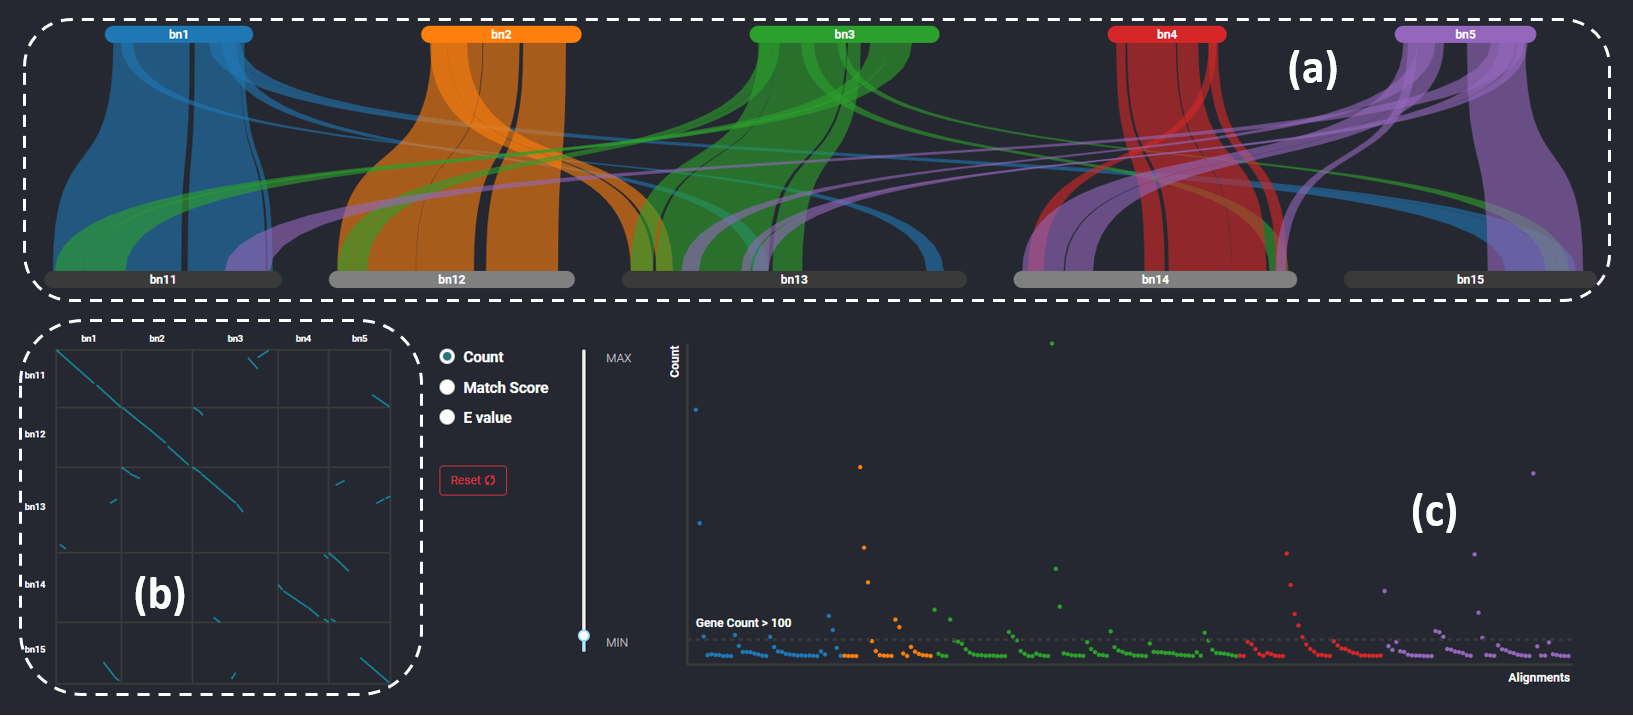 bn1 bn2 bn3 bn4 bn5
(a)
bn11 bn12 bn13 bn14 bn15
bn1 bn2 bn3 bn4 bn5
bn11
bn12
bn13
bn14
bn15
(b)
Count
Match Score
E value
Reset
MAX
MIN
Count
(c)
Gene Count > 100
Alignments